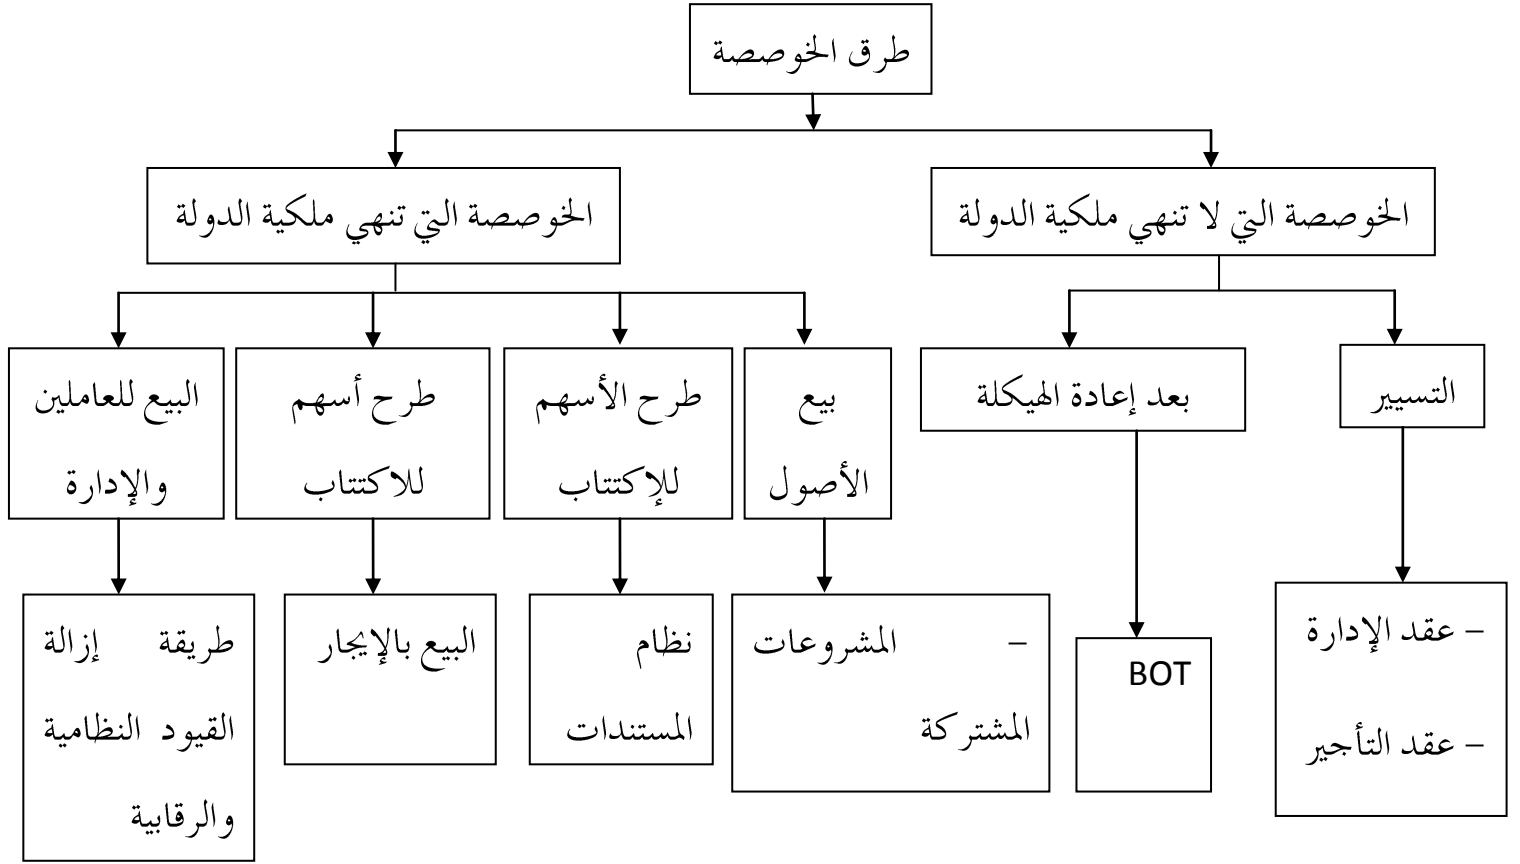 طرق الخوصصة
الخوصصة التي لا تنهي ملكية الدولة
الخوصصة التي تنهي ملكية الدولة
التسيير
بعد إعادة الهيكلة
بيع
الأصول
طرح الأسهم
للإكتتاب
طرح أسهم
للاكتتاب
البيع للعاملين
والإدارة
– عقد الإدارة
– عقد التأجير
BOT
– المشروعات
المشتركة
نظام
المستندات
البيع بالإيجار
طريقة إزالة
القيود النظامية
والرقابية